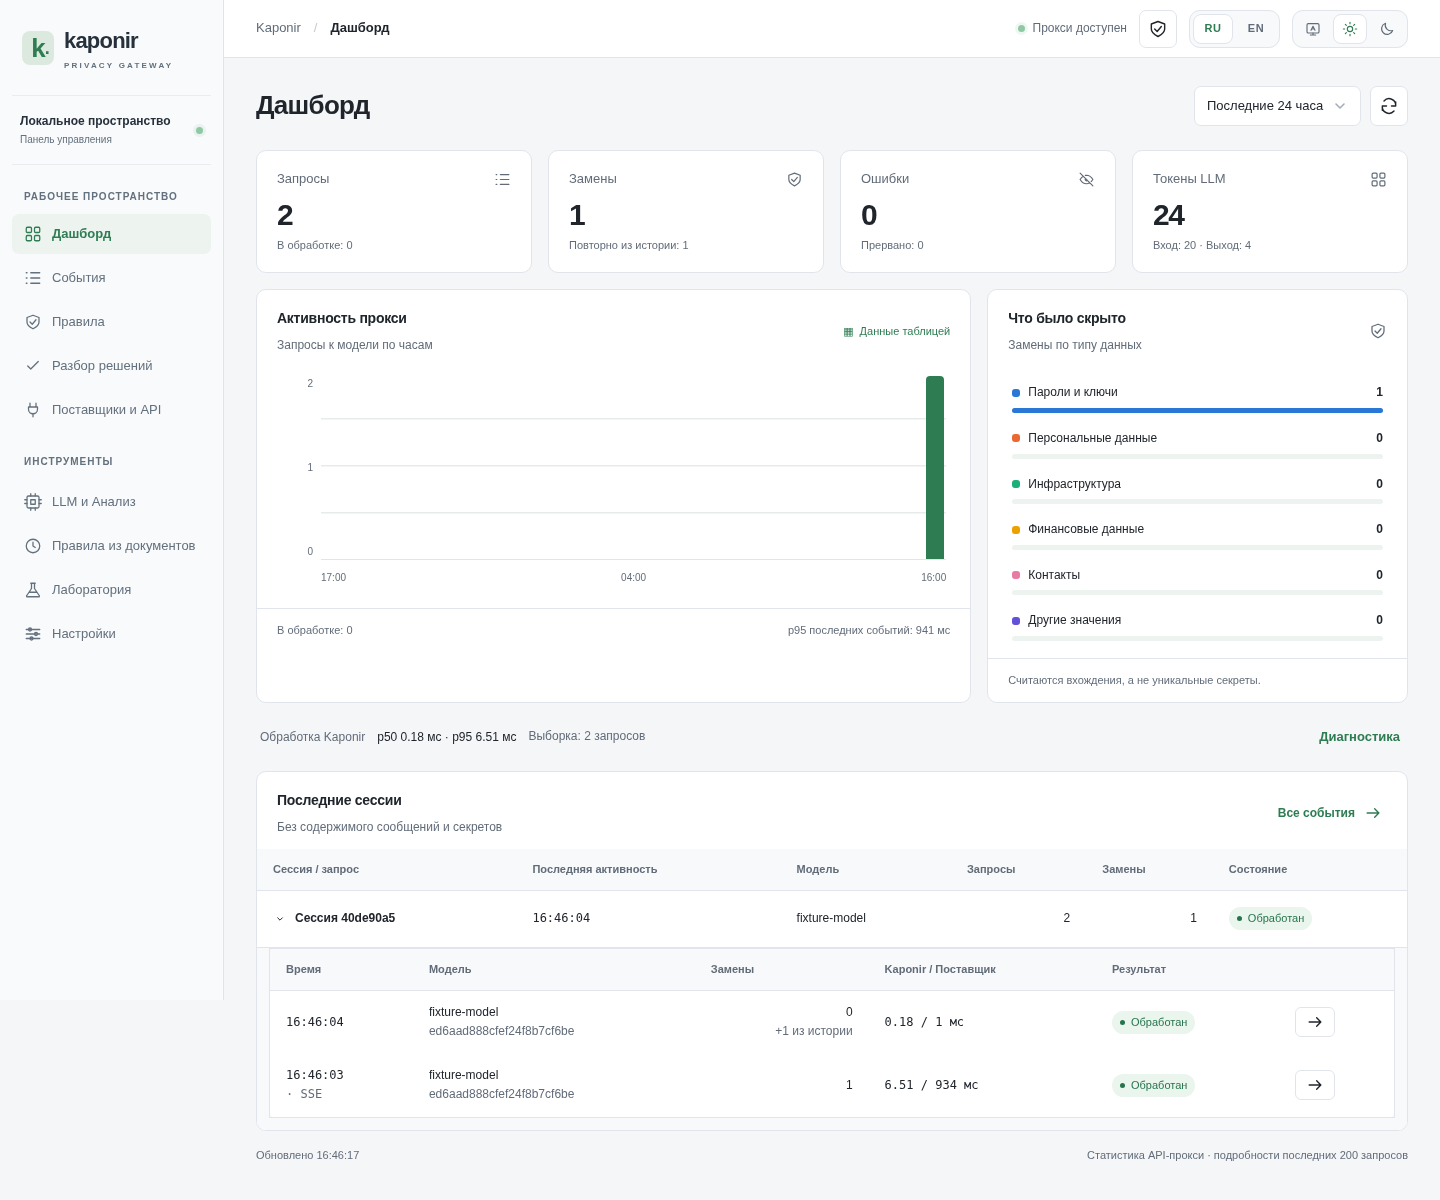 kaponir
PRIVACY GATEWAY
Локальное пространство
Панель управления
РАБОЧЕЕ ПРОСТРАНСТВО
Дашборд
События
Правила
Разбор решений
Поставщики и API
ИНСТРУМЕНТЫ
LLM и Анализ
Правила из документов
Лаборатория
Настройки
Kaponir / Дашборд
Прокси доступен
RU EN
Дашборд
Последние 24 часа
Запросы
2
В обработке: 0
Замены
1
Повторно из истории: 1
Ошибки
0
Прервано: 0
Токены LLM
24
Вход: 20 · Выход: 4
Активность прокси
Запросы к модели по часам
Данные таблицей
2
1
0
17:00 04:00 16:00
В обработке: 0 p95 последних событий: 941 мс
Что было скрыто
Замены по типу данных
Пароли и ключи 1
Персональные данные 0
Инфраструктура 0
Финансовые данные 0
Контакты 0
Другие значения 0
Считаются вхождения, а не уникальные секреты.
Обработка Kaponir p50 0.18 мс · p95 6.51 мс Выборка: 2 запросов Диагностика
Последние сессии
Без содержимого сообщений и секретов
Все события
Сессия / запрос Последняя активность Модель Запросы Замены Состояние
Сессия 40de90a5 16:46:04 fixture-model 2 1 Обработан
Время Модель Замены Kaponir / Поставщик Результат
16:46:04 fixture-model 0 0.18 / 1 мс Обработан
ed6aad888cfef24f8b7cf6be +1 из истории
16:46:03 fixture-model 1 6.51 / 934 мс Обработан
· SSE ed6aad888cfef24f8b7cf6be
Обновлено 16:46:17 Статистика API-прокси · подробности последних 200 запросов